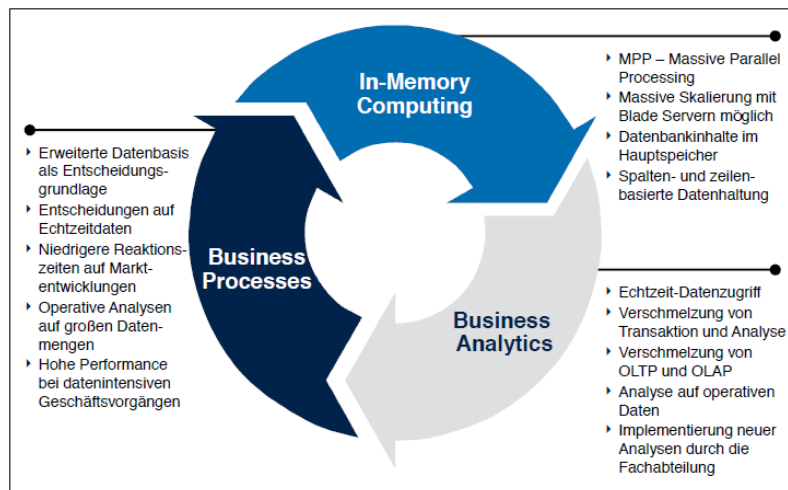 In-Memory
Computing
MPP – Massive Parallel
Processing
Massive Skalierung mit
Blade Servern möglich
Datenbankinhalte im
Hauptspeicher
Spalten- und zeilen-
basierte Datenhaltung
Erweiterte Datenbasis
als Entscheidungs-
grundlage
Entscheidungen auf
Echtzeitdaten
Niedrigere Reaktions-
zeiten auf Markt-
entwicklungen
Operative Analysen
auf großen Daten-
mengen
Hohe Performance
bei datenintensiven
Geschäftsvorgängen
Business
Processes
Business
Analytics
Echtzeit-Datenzugriff
Verschmelzung von
Transaktion und Analyse
Verschmelzung von
OLTP und OLAP
Analyse auf operativen
Daten
Implementierung neuer
Analysen durch die
Fachabteilung